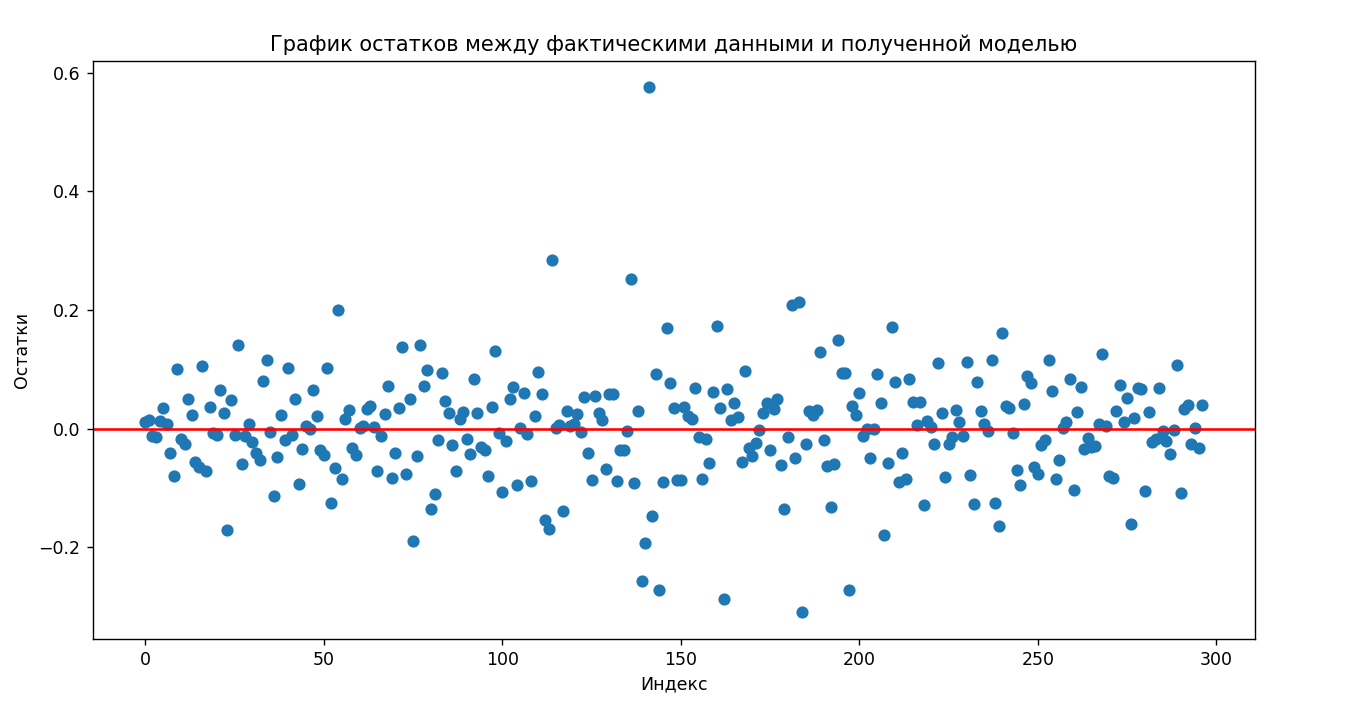 График остатков между фактическими данными и полученной моделью
0.6
0.4
0.2
0.0
−0.2
Остатки
0 50 100 150 200 250 300
Индекс